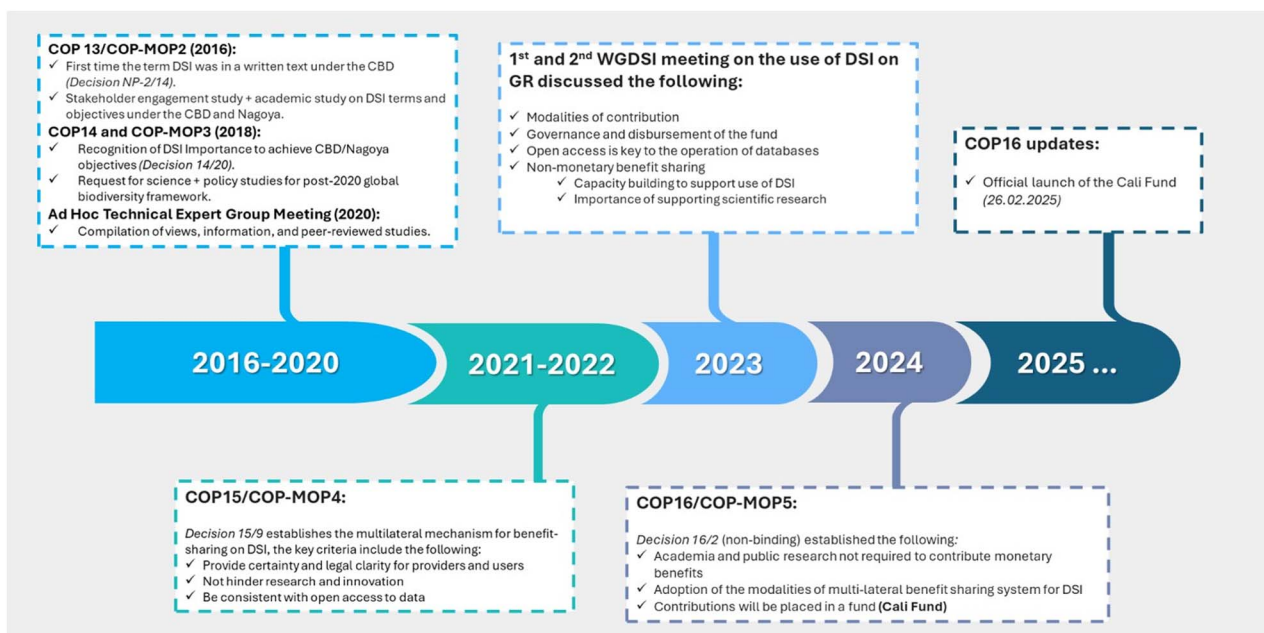 COP 13/COP-MOP2 (2016):
✓ First time the term DSI was in a written text under the CBD
(Decision NP-2/14).
✓ Stakeholder engagement study + academic study on DSI terms and
objectives under the CBD and Nagoya.
COP14 and COP-MOP3 (2018):
✓ Recognition of DSI Importance to achieve CBD/Nagoya
objectives (Decision 14/20).
✓ Request for science + policy studies for post-2020 global
biodiversity framework.
Ad Hoc Technical Expert Group Meeting (2020):
✓ Compilation of views, information, and peer-reviewed studies.
1st and 2nd WGDSI meeting on the use of DSI on
GR discussed the following:
✓ Modalities of contribution
✓ Governance and disbursement of the fund
✓ Open access is key to the operation of databases
✓ Non-monetary benefit sharing
✓ Capacity building to support use of DSI
✓ Importance of supporting scientific research
COP16 updates:
✓ Official launch of the Cali Fund
(26.02.2025)
2016-2020
2021-2022
2023
2024
2025 ...
COP15/COP-MOP4:
Decision 15/9 establishes the multilateral mechanism for benefit-
sharing on DSI, the key criteria include the following:
✓ Provide certainty and legal clarity for providers and users
✓ Not hinder research and innovation
✓ Be consistent with open access to data
COP16/COP-MOP5:
Decision 16/2 (non-binding) established the following:
✓ Academia and public research not required to contribute monetary
benefits
✓ Adoption of the modalities of multi-lateral benefit sharing system for DSI
✓ Contributions will be placed in a fund (Cali Fund)